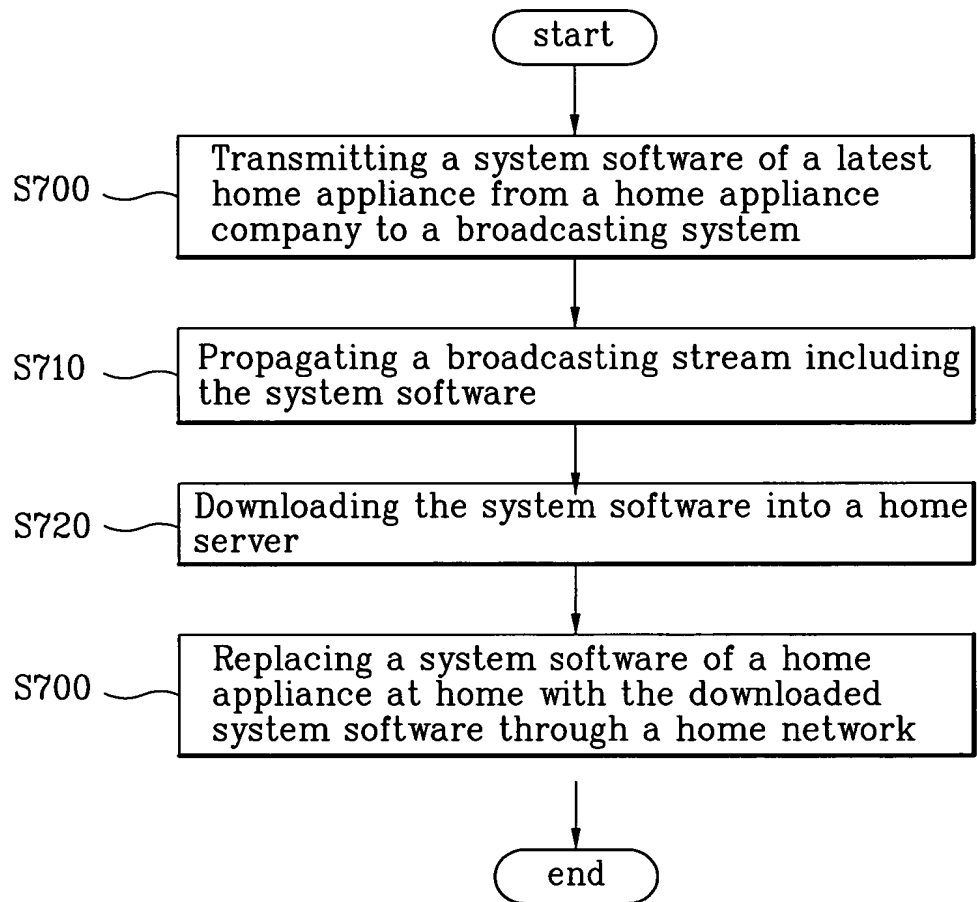 start
S700
Transmitting a system software of a latest
home appliance from a home appliance
company to a broadcasting system
S710
Propagating a broadcasting stream including
the system software
S720
Downloading the system software into a home
server
S700
Replacing a system software of a home
appliance at home with the downloaded
system software through a home network
end